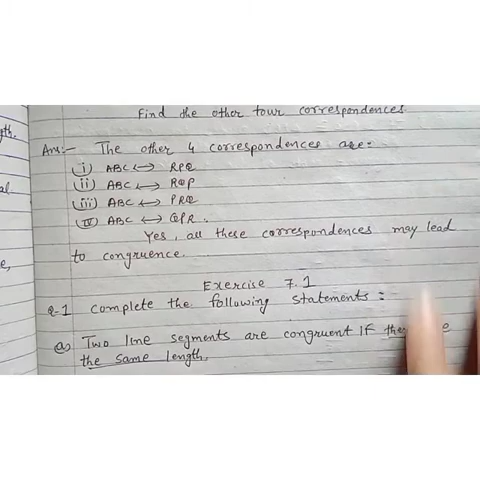 Find the other four correspondences.
gth.
Ans:- The other 4 correspondences are:
(i) ABC ↔ RPQ
al.
(ii) ABC ↔ RQP
(iii) ABC ↔ PRQ
(iv) ABC ↔ QPR.
Yes, all these correspondences may lead
e,
to congruence.
Exercise 7.1
Q-1 complete the following statements:
a) Two line segments are congruent if
the same length.